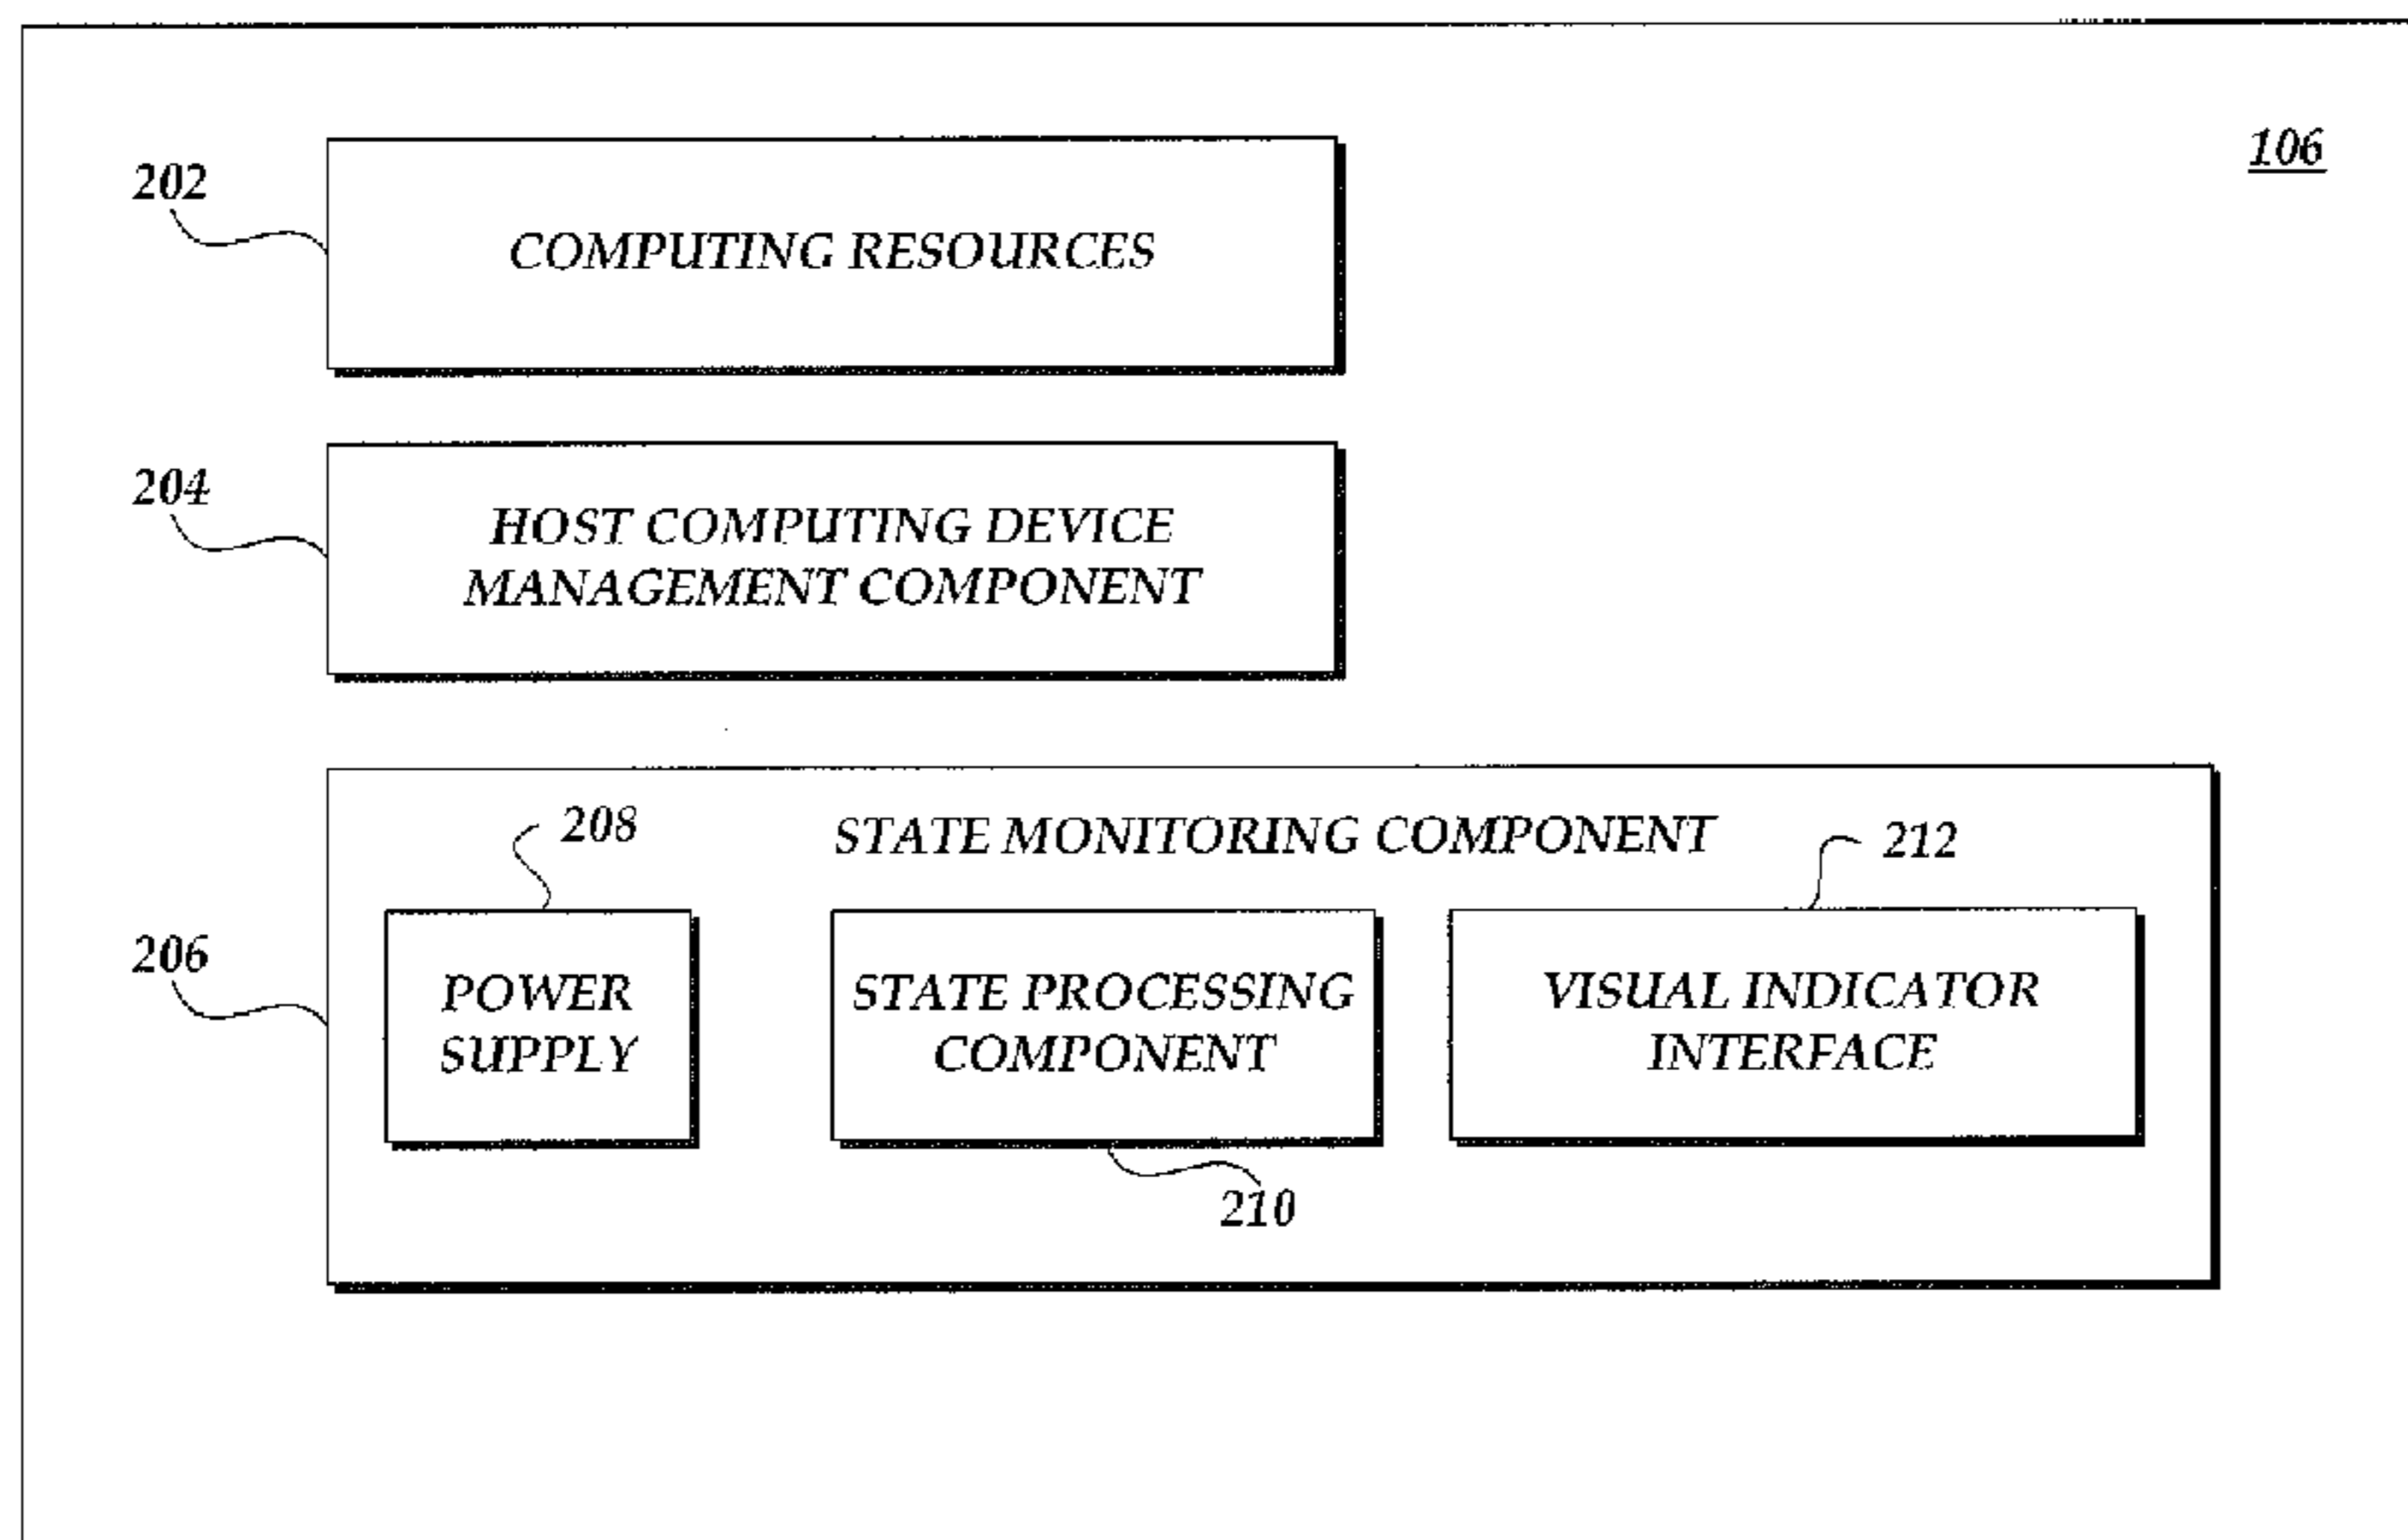 106
202
COMPUTING RESOURCES
204
HOST COMPUTING DEVICE
MANAGEMENT COMPONENT
206
STATE MONITORING COMPONENT
208
POWER
SUPPLY
STATE PROCESSING
COMPONENT
210
212
VISUAL INDICATOR
INTERFACE